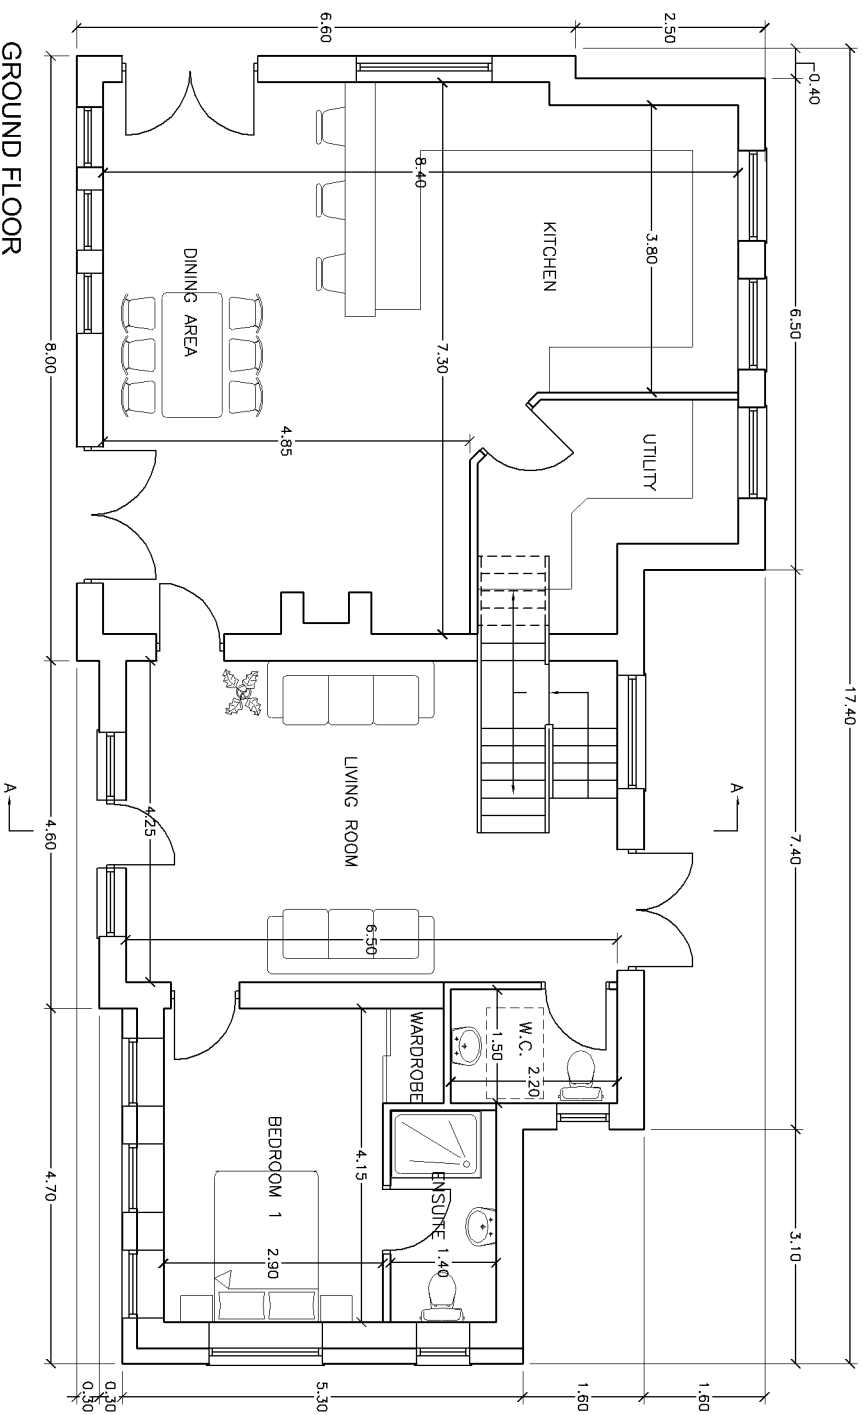 6.60
2.50
0.40
8.40
3.80
KITCHEN
DINING AREA
7.30
6.50
8.00
4.85
UTILITY
17.40
GROUND FLOOR
LIVING ROOM
A
A
4.25
4.60
7.40
6.50
WARDROBE
W.C.
1.50
2.20
BEDROOM 1
4.15
ENSUITE
2.90
1.40
4.70
3.10
0.30
0.30
5.30
1.60
1.60